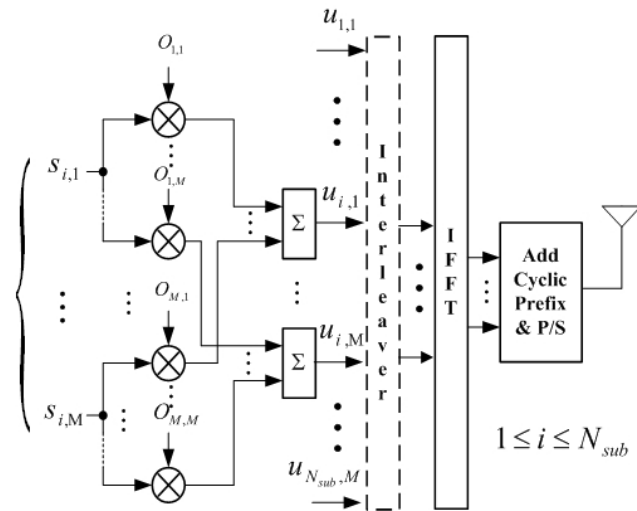 O_{1,1}
s_{i,1}
O_{1,M}
O_{M,1}
s_{i,M}
O_{M,M}
Σ
Σ
u_{1,1}
u_{i,1}
u_{i,M}
u_{N_{sub},M}
Interleaver
IFFT
Add
Cyclic
Prefix
& P/S
1 ≤ i ≤ N_{sub}